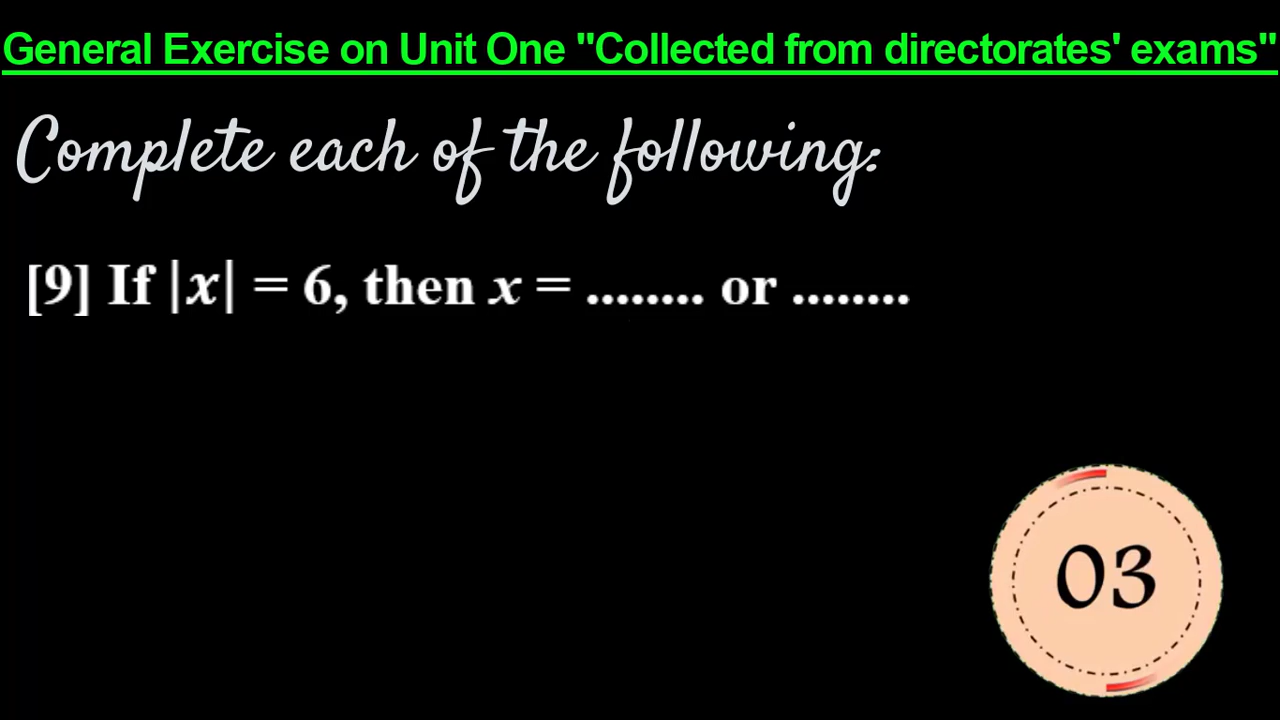 General Exercise on Unit One "Collected from directorates' exams"
Complete each of the following:
[9] If |x| = 6, then x = ........ or ........
03